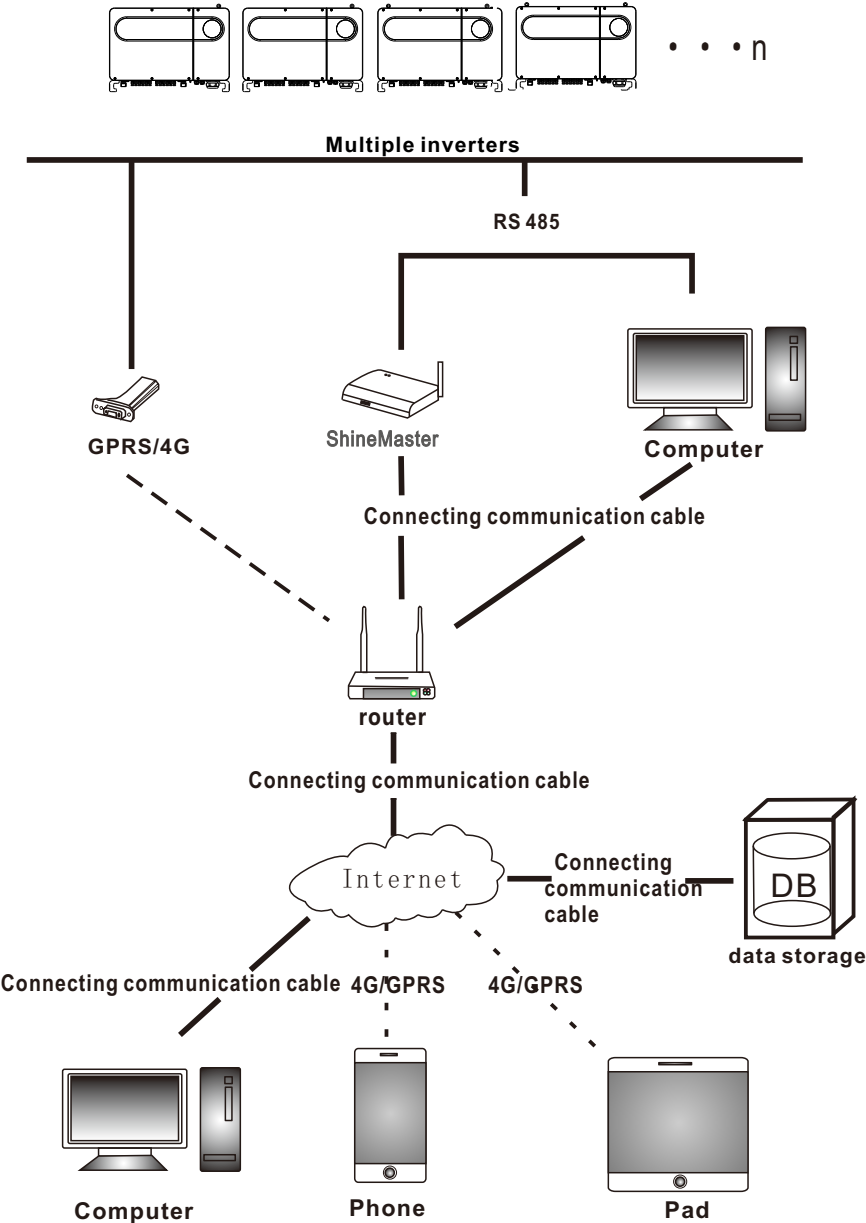 · · · n
Multiple inverters
RS 485
GPRS/4G
ShineMaster
Computer
Connecting communication cable
router
Connecting communication cable
Internet
Connecting
communication
cable
DB
data storage
Connecting communication cable
4G/GPRS
4G/GPRS
Computer
Phone
Pad